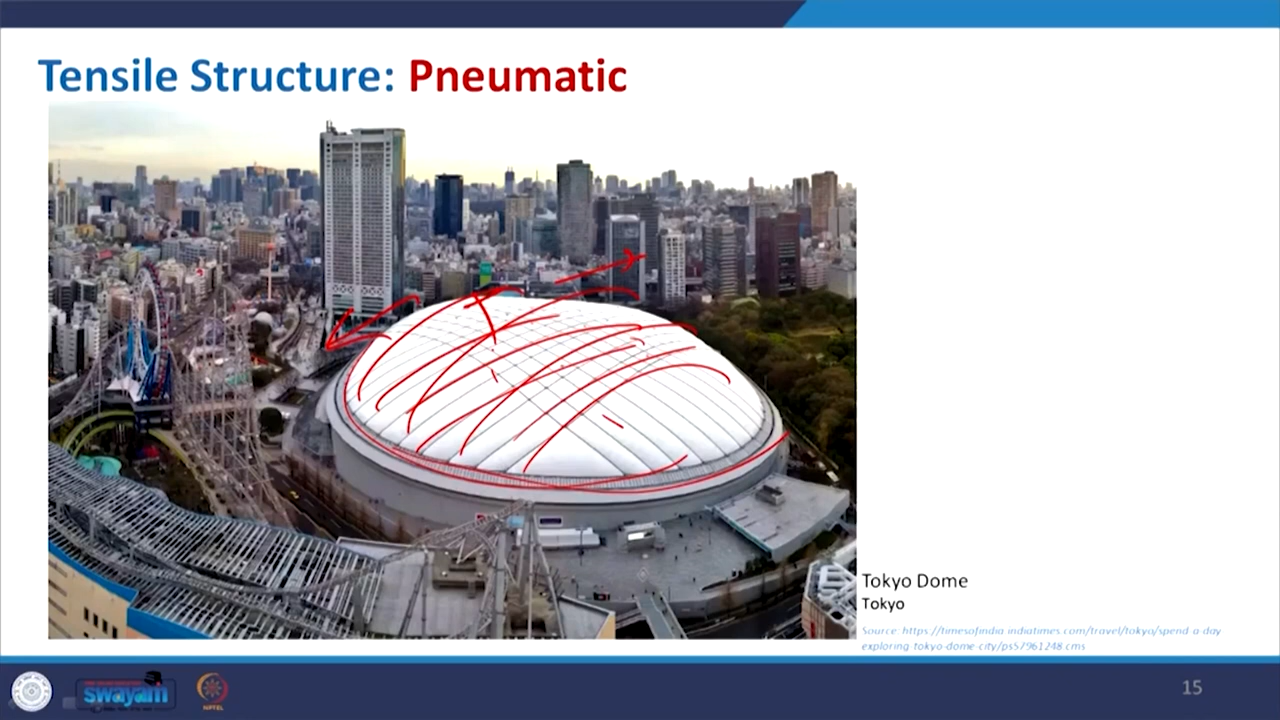 Tensile Structure: Pneumatic
Tokyo Dome
Tokyo
Source: https://timesofindia.indiatimes.com/travel/tokyo/spend-a-day
exploring-tokyo-dome-city/ps57961248.cms
swayam
NPTEL
15